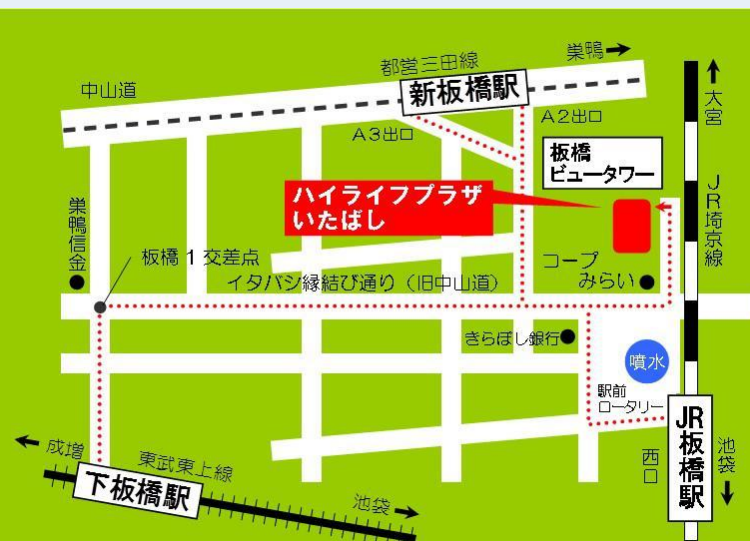 巣鴨
都営三田線
中山道
新板橋駅
大宮
A3出口
A2出口
板橋
ビュータワー
JR埼京線
ハイライフプラザ
いたばし
巣鴨信金
板橋1交差点
コープ
みらい
イタバシ縁結び通り(旧中山道)
きらぼし銀行
噴水
駅前
ロータリー
JR板橋駅
成増
東武東上線
西口
池袋
下板橋駅
池袋